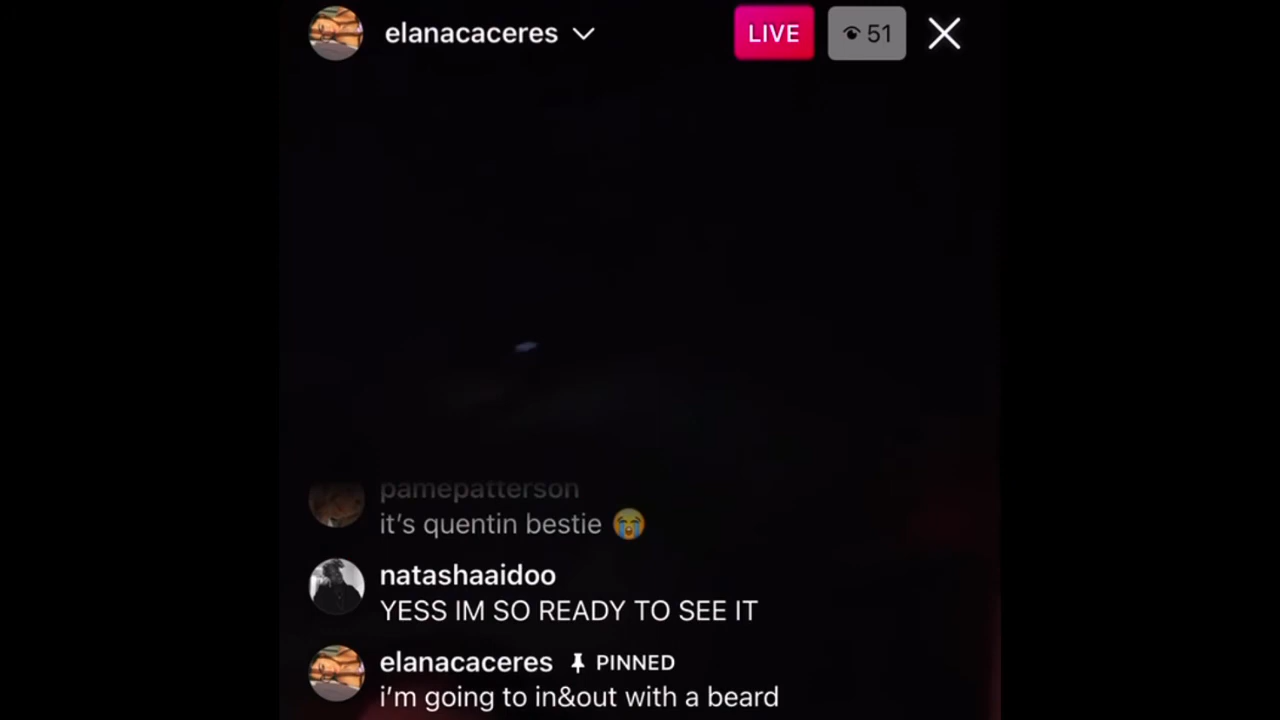 elanacaceres
LIVE
51
pamepatterson
it's quentin bestie 😭
natashaaidoo
YESS IM SO READY TO SEE IT
elanacaceres PINNED
i'm going to in&out with a beard